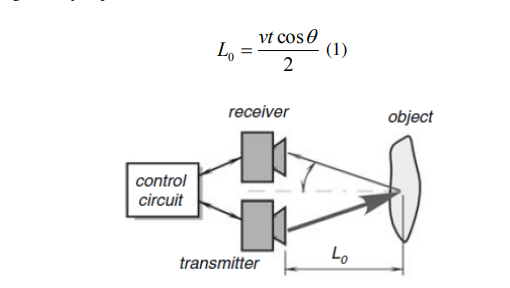 L₀ = vt cos θ / 2 (1)
receiver
object
control
circuit
transmitter
L₀